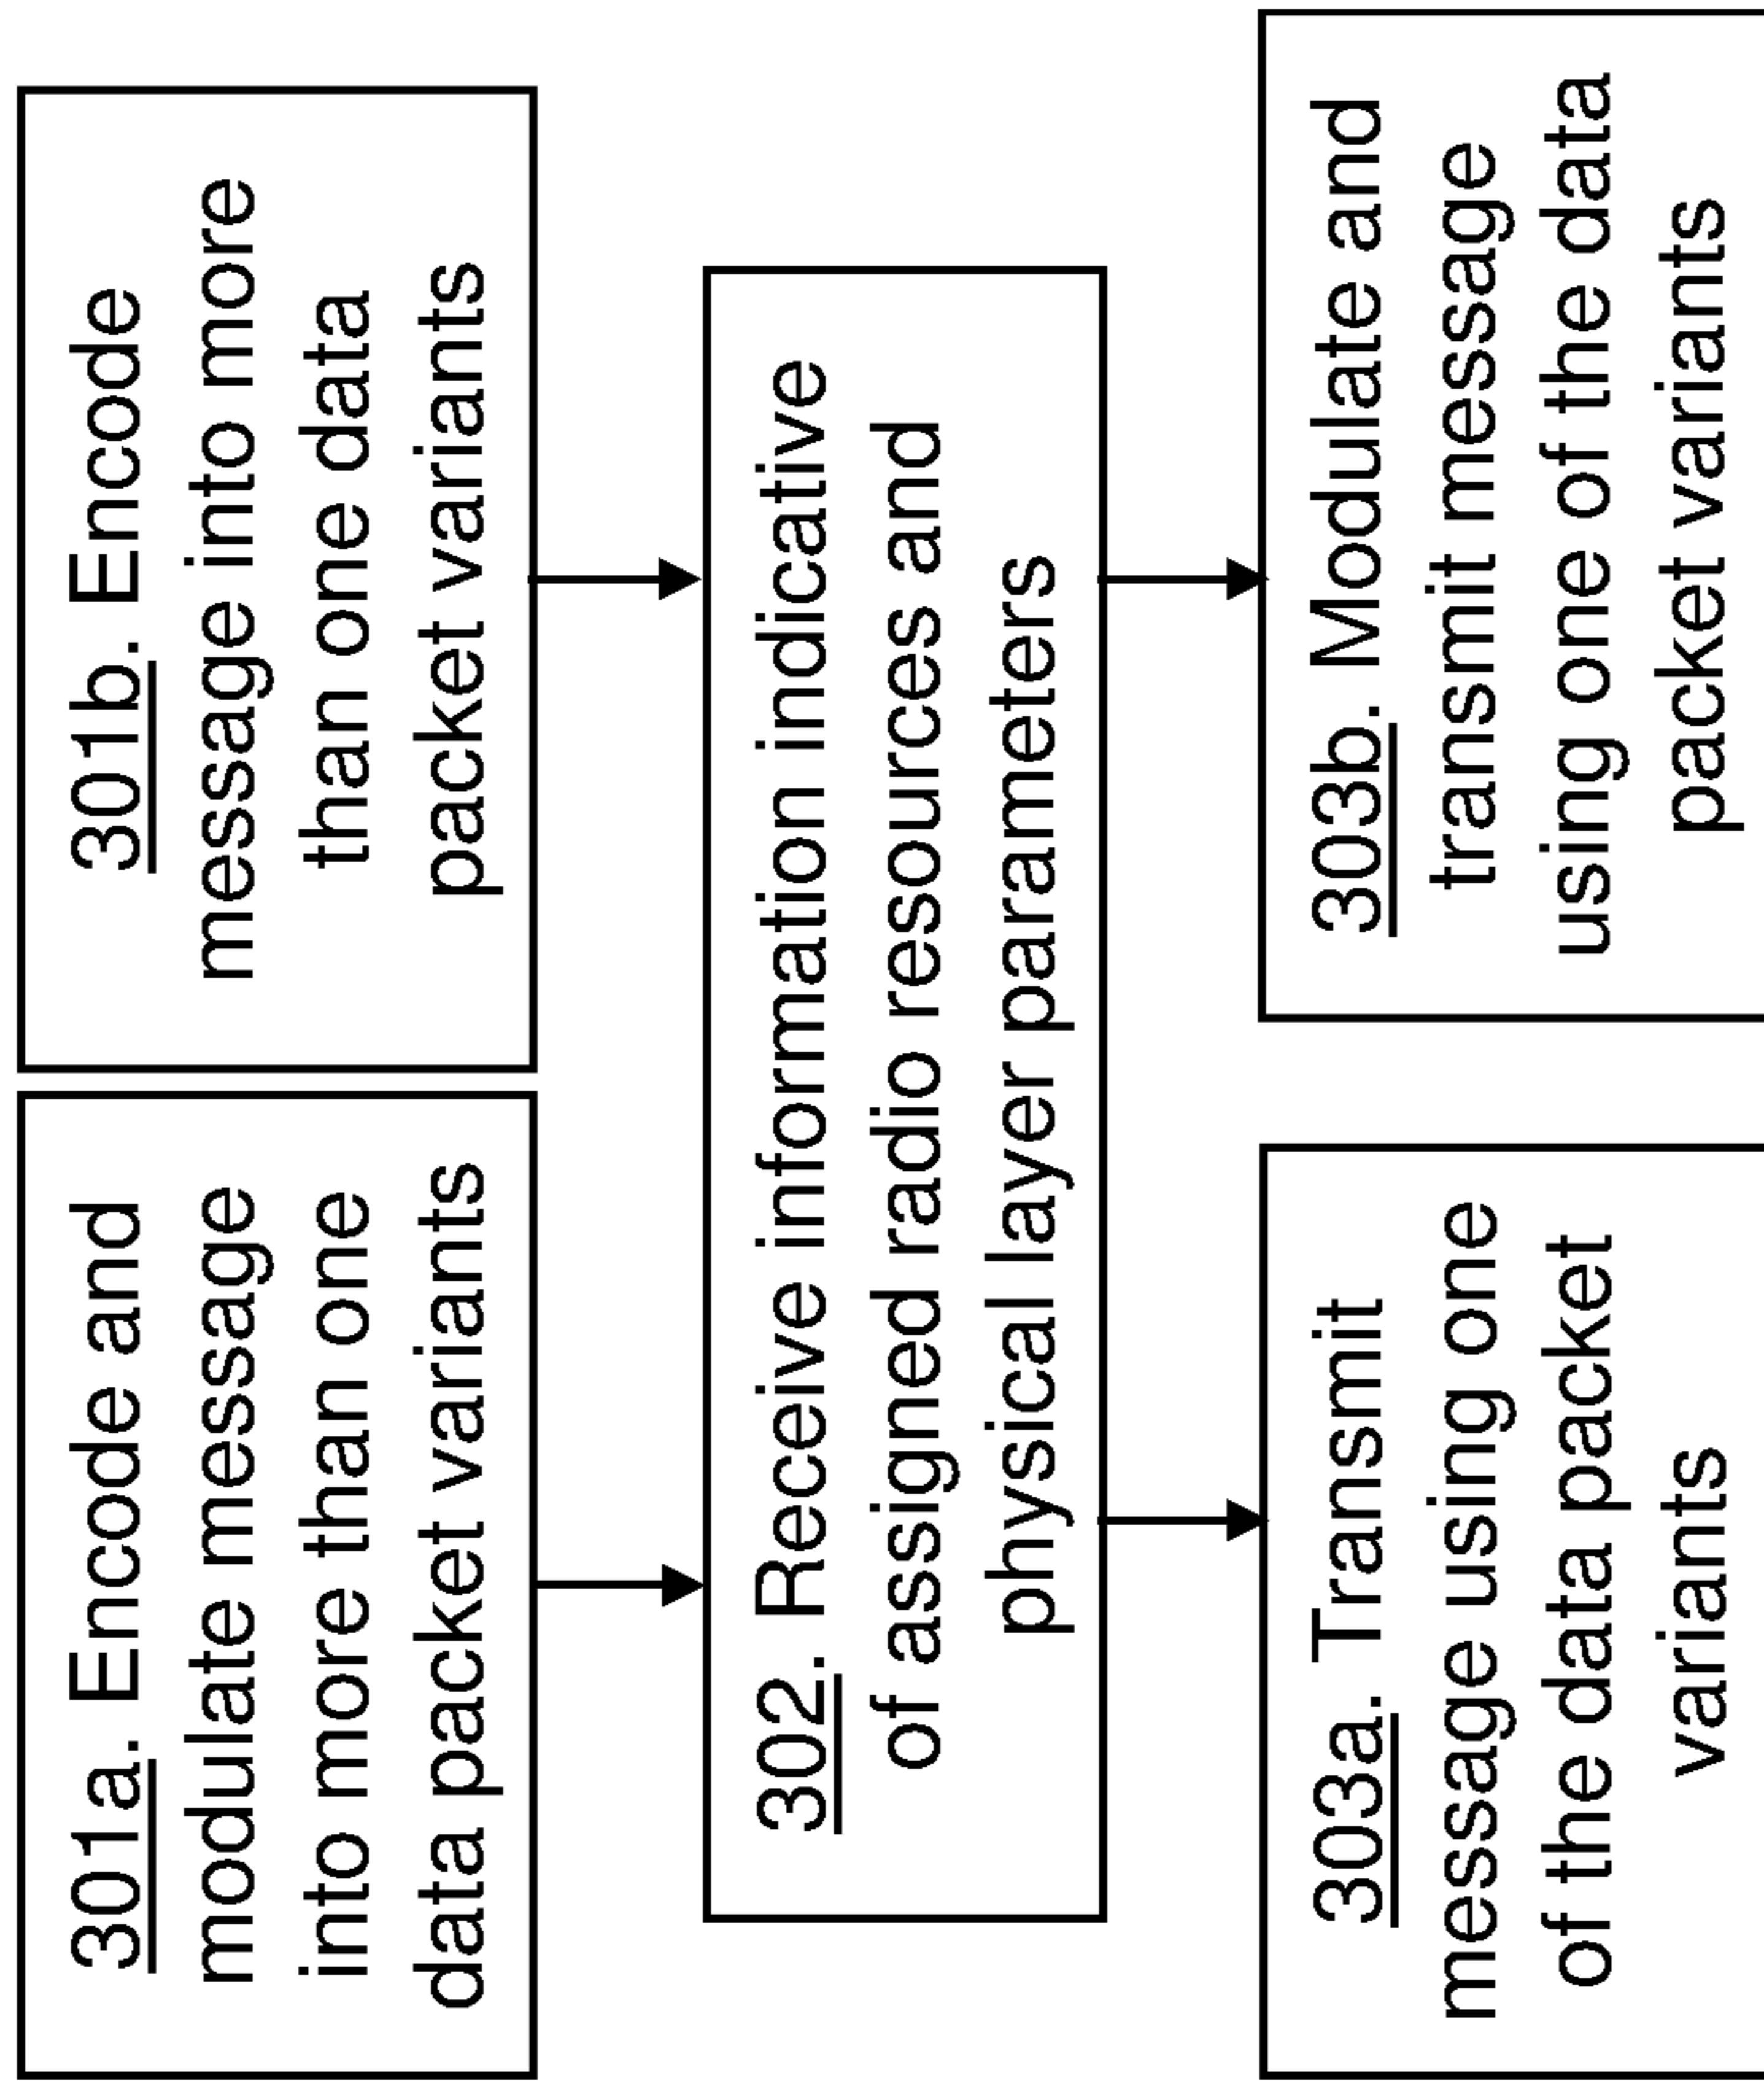 301a. Encode and
modulate message
into more than one
data packet variants
301b. Encode
message into more
than one data
packet variants
302. Receive information indicative
of assigned radio resources and
physical layer parameters
303a. Transmit
message using one
of the data packet
variants
303b. Modulate and
transmit message
using one of the data
packet variants